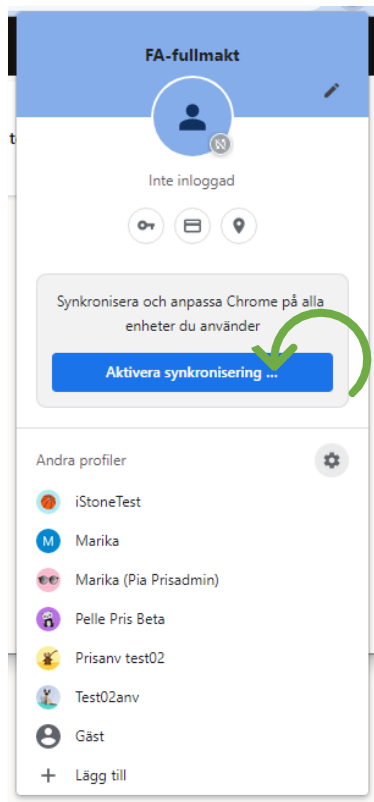 FA-fullmakt
Inte inloggad
Synkronisera och anpassa Chrome på alla
enheter du använder
Aktivera synkronisering ...
Andra profiler
iStoneTest
M Marika
Marika (Pia Prisadmin)
Pelle Pris Beta
Prisanv test02
Test02anv
Gäst
Lägg till